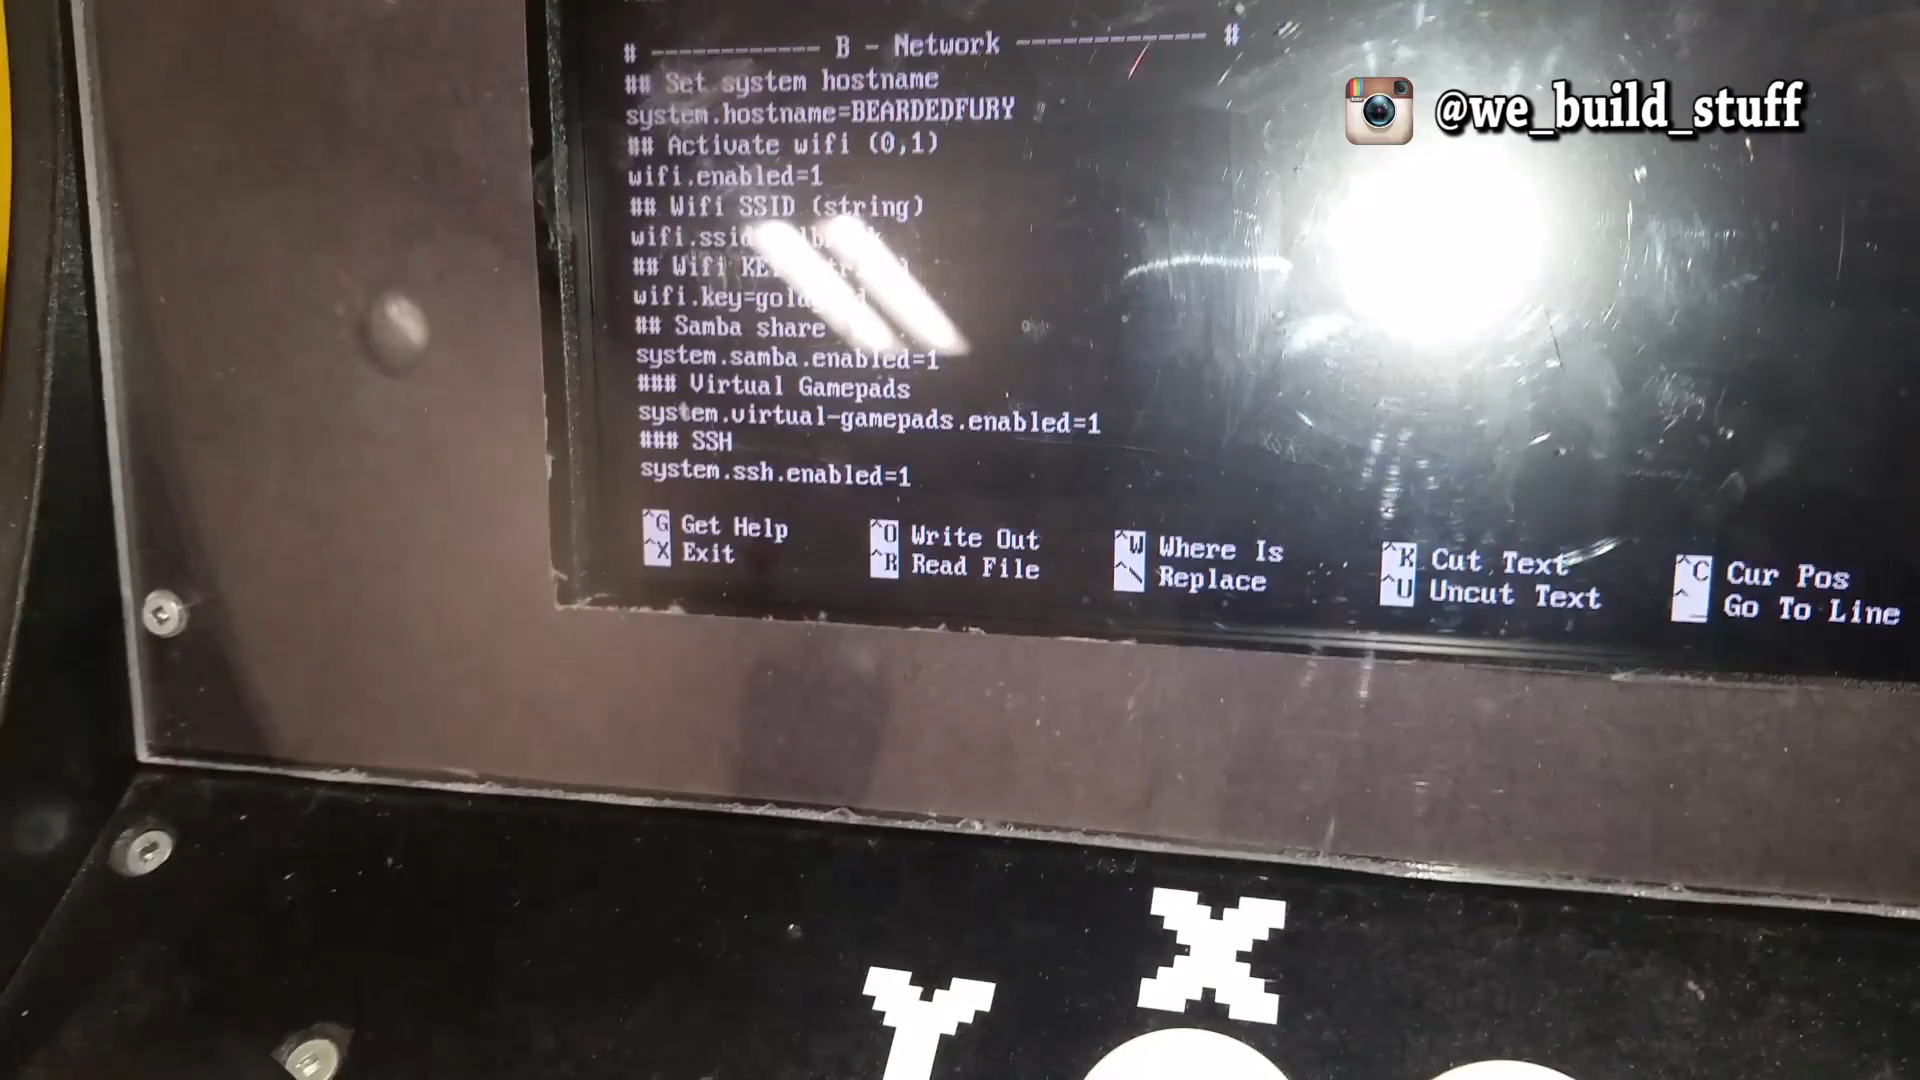 # ------------ B - Network -------------- #
## Set system hostname
system.hostname=BEARDEDFURY
## Activate wifi (0,1)
wifi.enabled=1
## Wifi SSID (string)
## Wifi
## Samba share
system.samba.enabled=1
### Virtual Gamepads
system.virtual-gamepads.enabled=1
### SSH
system.ssh.enabled=1
^G Get Help ^O Write Out ^W Where Is ^K Cut Text ^C Cur Pos
^X Exit ^R Read File ^\ Replace ^U Uncut Text ^_ Go To Line
@we_build_stuff
X
Y